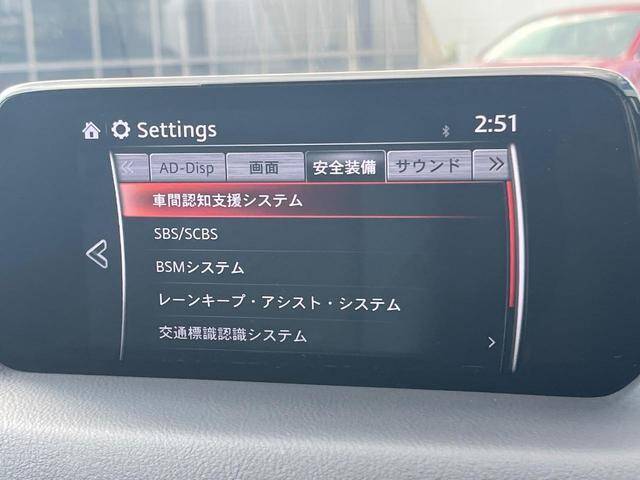 Settings 2:51
AD-Disp 画面 安全装備 サウンド
車間認知支援システム
SBS/SCBS
BSMシステム
レーンキープ・アシスト・システム
交通標識認識システム